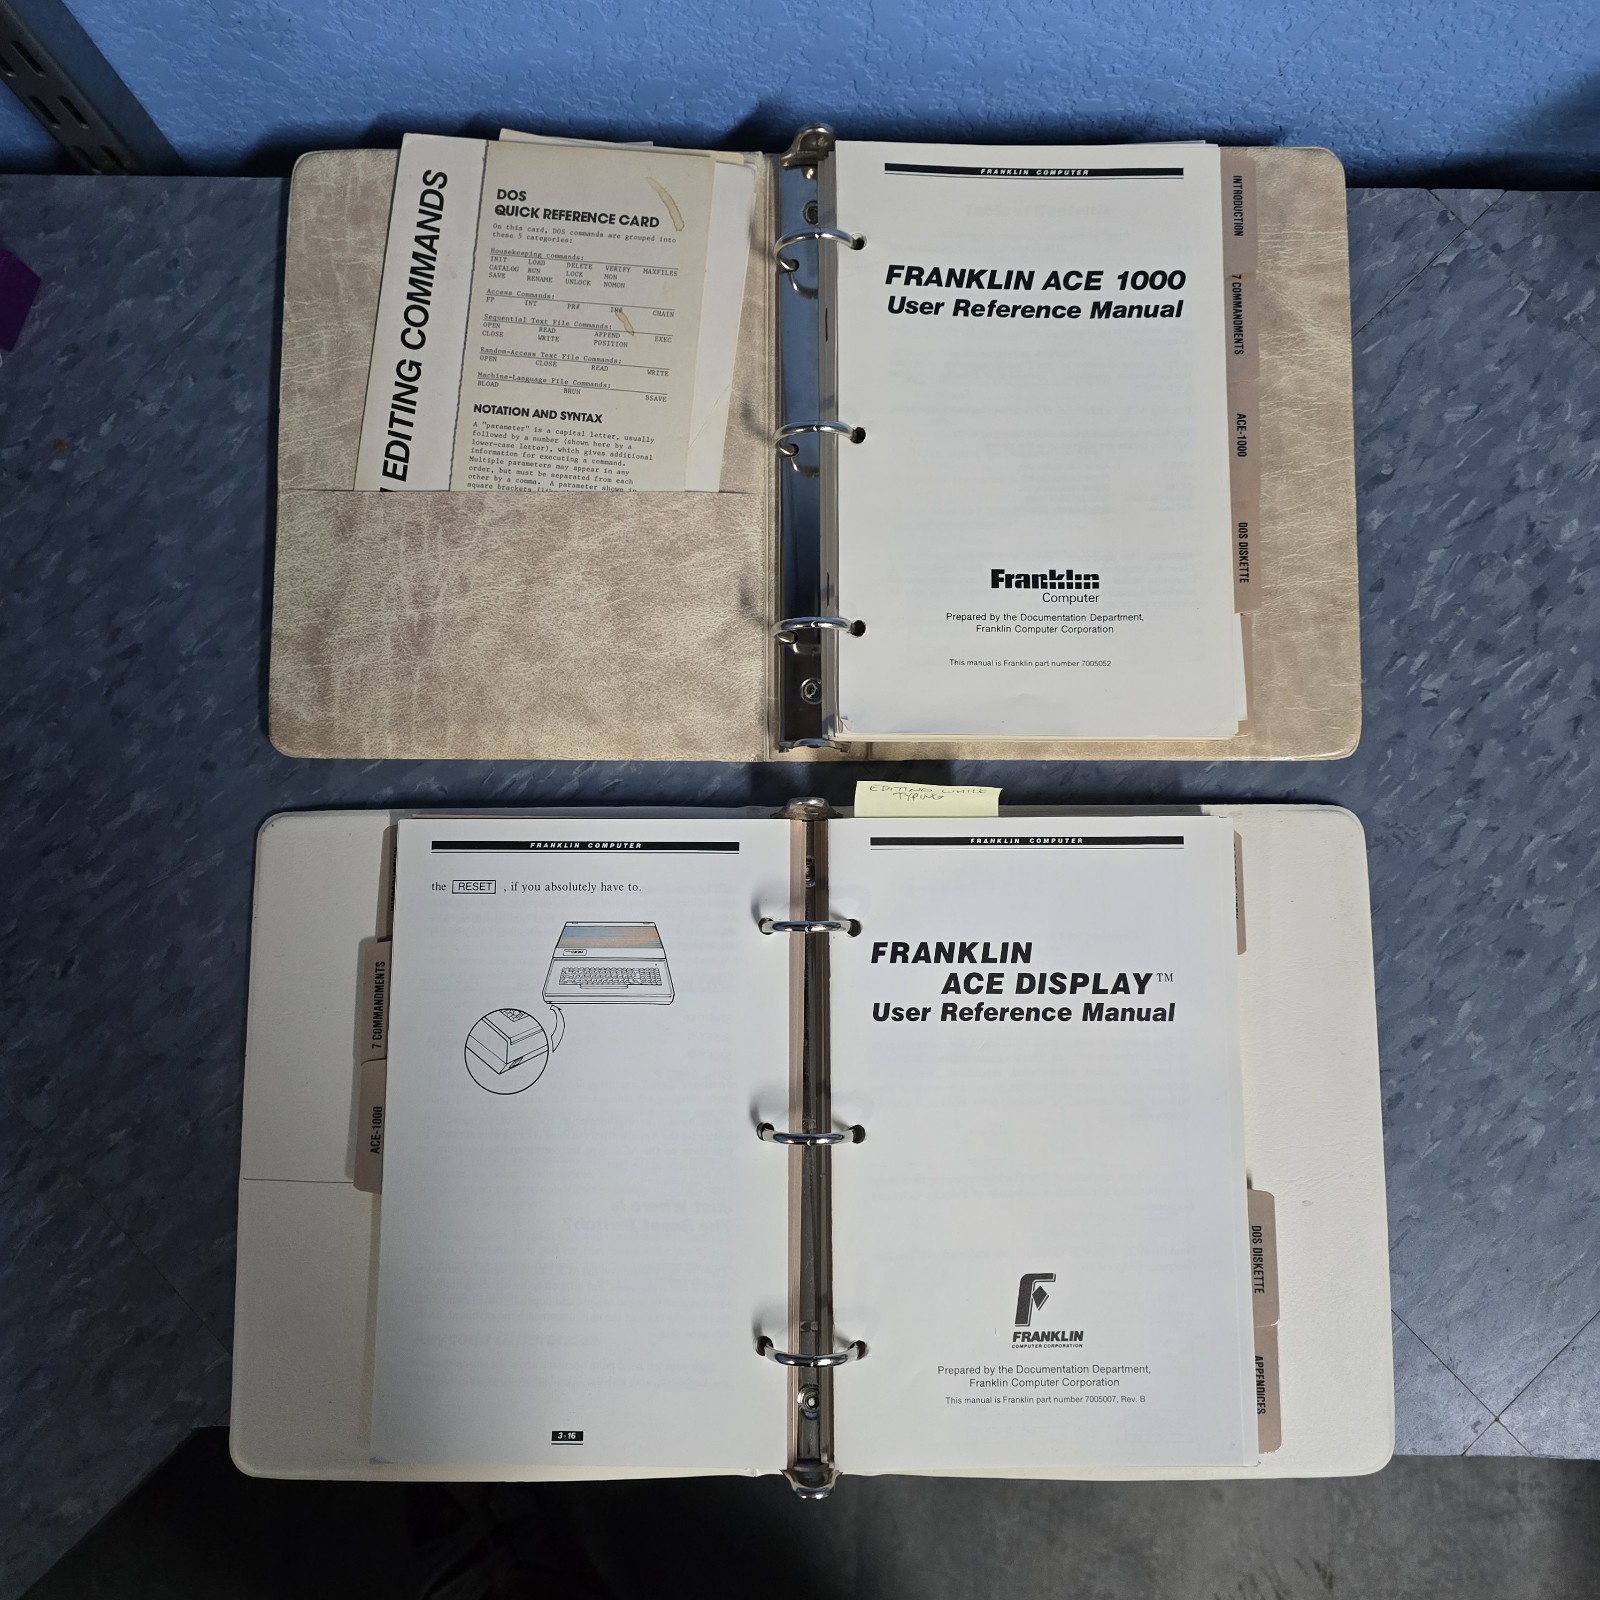 EDITING COMMANDS
DOS
QUICK REFERENCE CARD
On this card, DOS commands are grouped into
these 5 categories:
Housekeeping commands:
INIT LOAD DELETE VERIFY MAXFILES
CATALOG RUN LOCK MON
SAVE RENAME UNLOCK NOMON
Access Commands:
FP INT PR# IN# CHAIN
Sequential Text File Commands:
OPEN READ APPEND EXEC
CLOSE WRITE POSITION
Random-Access Text File Commands:
OPEN CLOSE READ WRITE
Machine-Language File Commands:
BLOAD BRUN BSAVE
NOTATION AND SYNTAX
A "parameter" is a capital letter, usually
followed by a number (shown here by a
lower-case letter), which gives additional
information for executing a command.
Multiple parameters may appear in any
order, but must be separated from each
other by a comma. A parameter shown in
square brackets
FRANKLIN COMPUTER
FRANKLIN ACE 1000
User Reference Manual
Franklin
Computer
Prepared by the Documentation Department,
Franklin Computer Corporation
This manual is Franklin part number 7005052
INTRODUCTION
7 COMMANDMENTS
ACE-1000
DOS DISKETTE
EDITING WHILE
TYPING
7 COMMANDMENTS
ACE-1000
FRANKLIN COMPUTER
the RESET , if you absolutely have to.
3-16
FRANKLIN COMPUTER
FRANKLIN
ACE DISPLAY™
User Reference Manual
F
FRANKLIN
COMPUTER CORPORATION
Prepared by the Documentation Department,
Franklin Computer Corporation
This manual is Franklin part number 7005007, Rev. B
DOS DISKETTE
APPENDICES